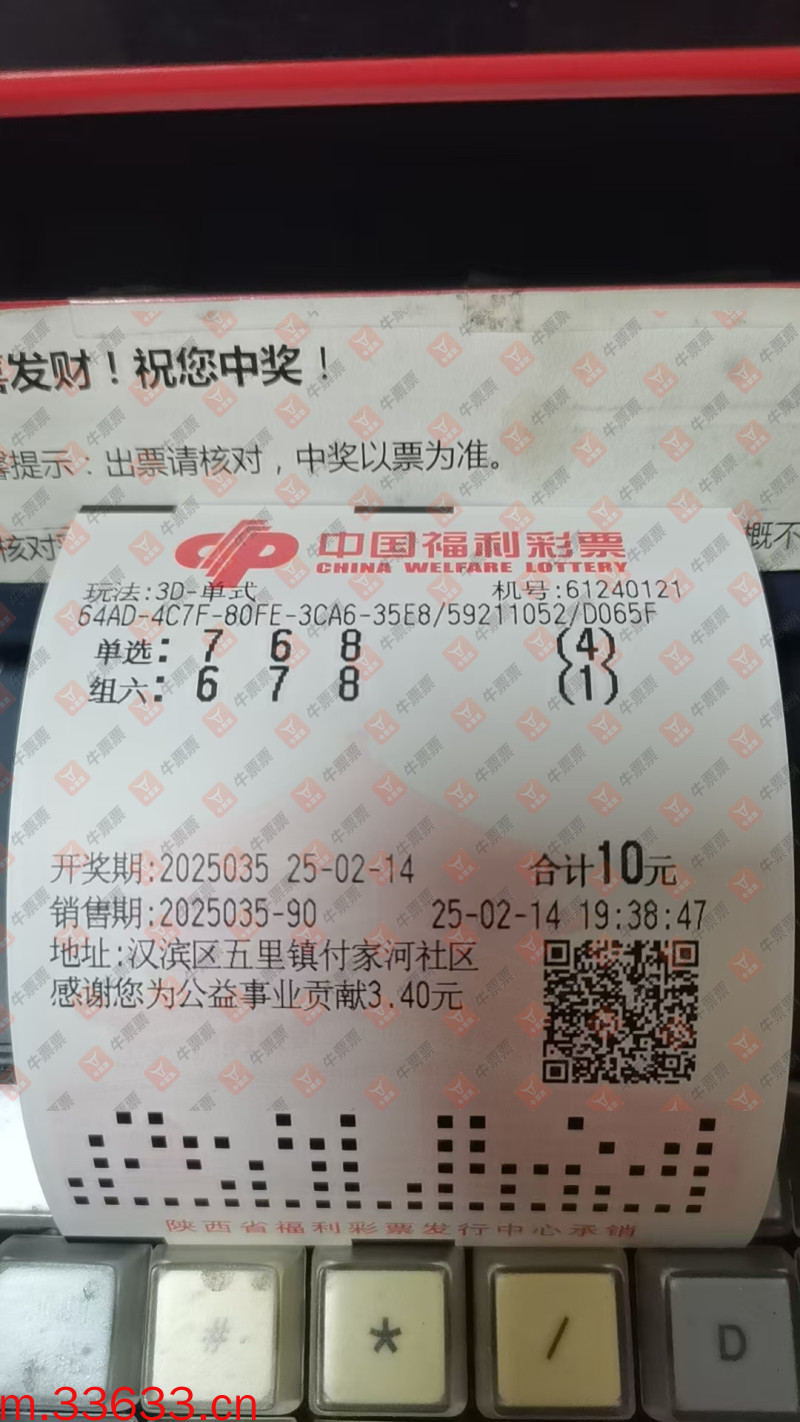 喜发财！祝您中奖！
馨提示：出票请核对，中奖以票为准。
核对
概不
中国福利彩票
CHINA WELFARE LOTTERY
玩法:3D-单式 机号:61240121
64AD-4C7F-80FE-3CA6-35E8/59211052/D065F
单选: 7 6 8 (4)
组六: 6 7 8 (1)
开奖期:2025035 25-02-14 合计10元
销售期:2025035-90 25-02-14 19:38:47
地址:汉滨区五里镇付家河社区
感谢您为公益事业贡献3.40元
陕西省福利彩票发行中心承销
# * / D
m.33633.cn
牛票票